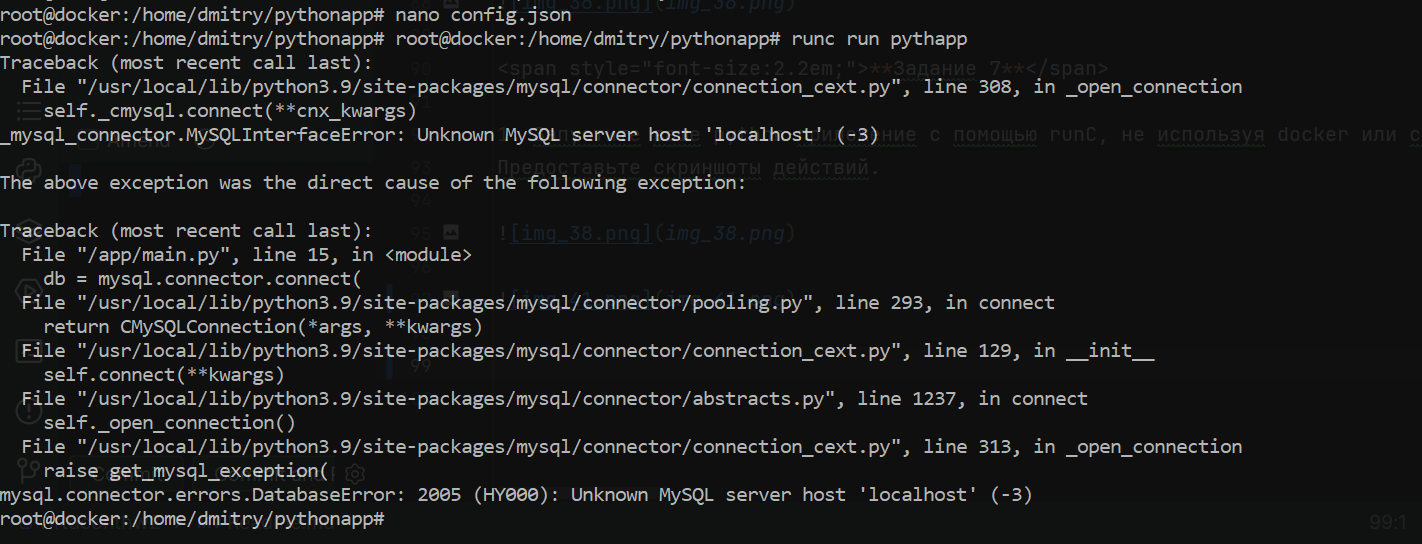 root@docker:/home/dmitry/pythonapp# nano config.json
root@docker:/home/dmitry/pythonapp# root@docker:/home/dmitry/pythonapp# runc run pythapp
Traceback (most recent call last):
<span style="font-size:2.2em;">**Задание 7**</span>
File "/usr/local/lib/python3.9/site-packages/mysql/connector/connection_cext.py", line 308, in _open_connection
self._cmysql.connect(**cnx_kwargs)
_mysql_connector.MySQLInterfaceError: Unknown MySQL server host 'localhost' (-3)
с помощью runC, не используя docker или
Предоставьте скриншоты действий.
The above exception was the direct cause of the following exception:
Traceback (most recent call last):
95 ![img_38.png](img_38.png)
File "/app/main.py", line 15, in <module>
db = mysql.connector.connect(
File "/usr/local/lib/python3.9/site-packages/mysql/connector/pooling.py", line 293, in connect
return CMySQLConnection(*args, **kwargs)
File "/usr/local/lib/python3.9/site-packages/mysql/connector/connection_cext.py", line 129, in __init__
99
self.connect(**kwargs)
File "/usr/local/lib/python3.9/site-packages/mysql/connector/abstracts.py", line 1237, in connect
self._open_connection()
File "/usr/local/lib/python3.9/site-packages/mysql/connector/connection_cext.py", line 313, in _open_connection
raise get_mysql_exception(
mysql.connector.errors.DatabaseError: 2005 (HY000): Unknown MySQL server host 'localhost' (-3)
root@docker:/home/dmitry/pythonapp#
99:1